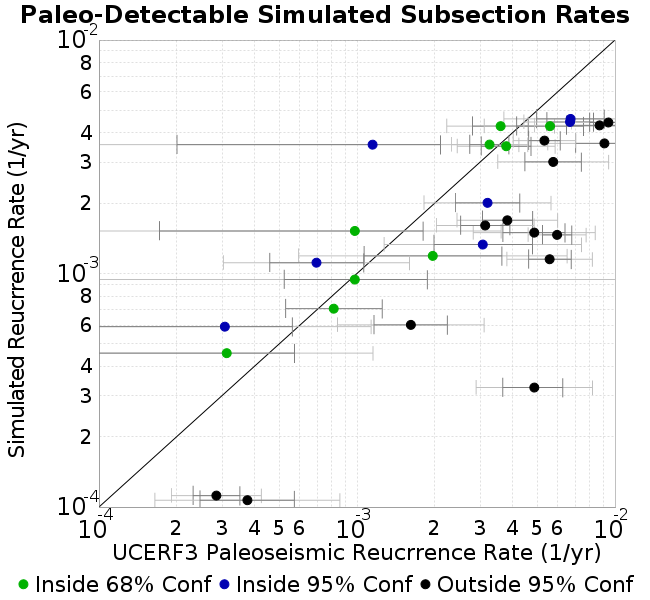 Paleo-Detectable Simulated Subsection Rates
10-2
8
6
4
3
2
10-3
8
6
4
3
2
10-4
Simulated Reucrrence Rate (1/yr)
10-4 2 3 4 5 6 10-3 2 3 4 5 6 10-2
UCERF3 Paleoseismic Reucrrence Rate (1/yr)
Inside 68% Conf Inside 95% Conf Outside 95% Conf